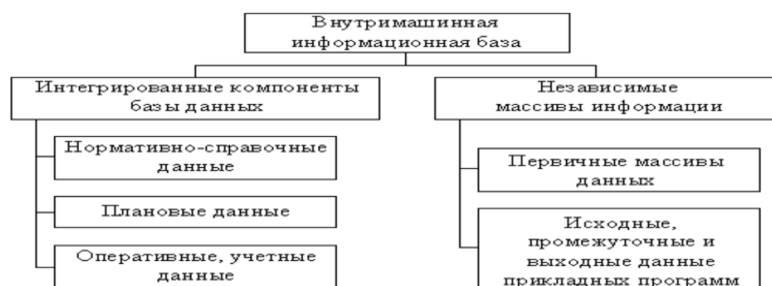 Внутримашинная
информационная база
Интегрированные компоненты
базы данных
Нормативно-справочные
данные
Плановые данные
Оперативные, учетные
данные
Независимые
массивы информации
Первичные массивы
данных
Исходные,
промежуточные и
выходные данные
прикладных программ